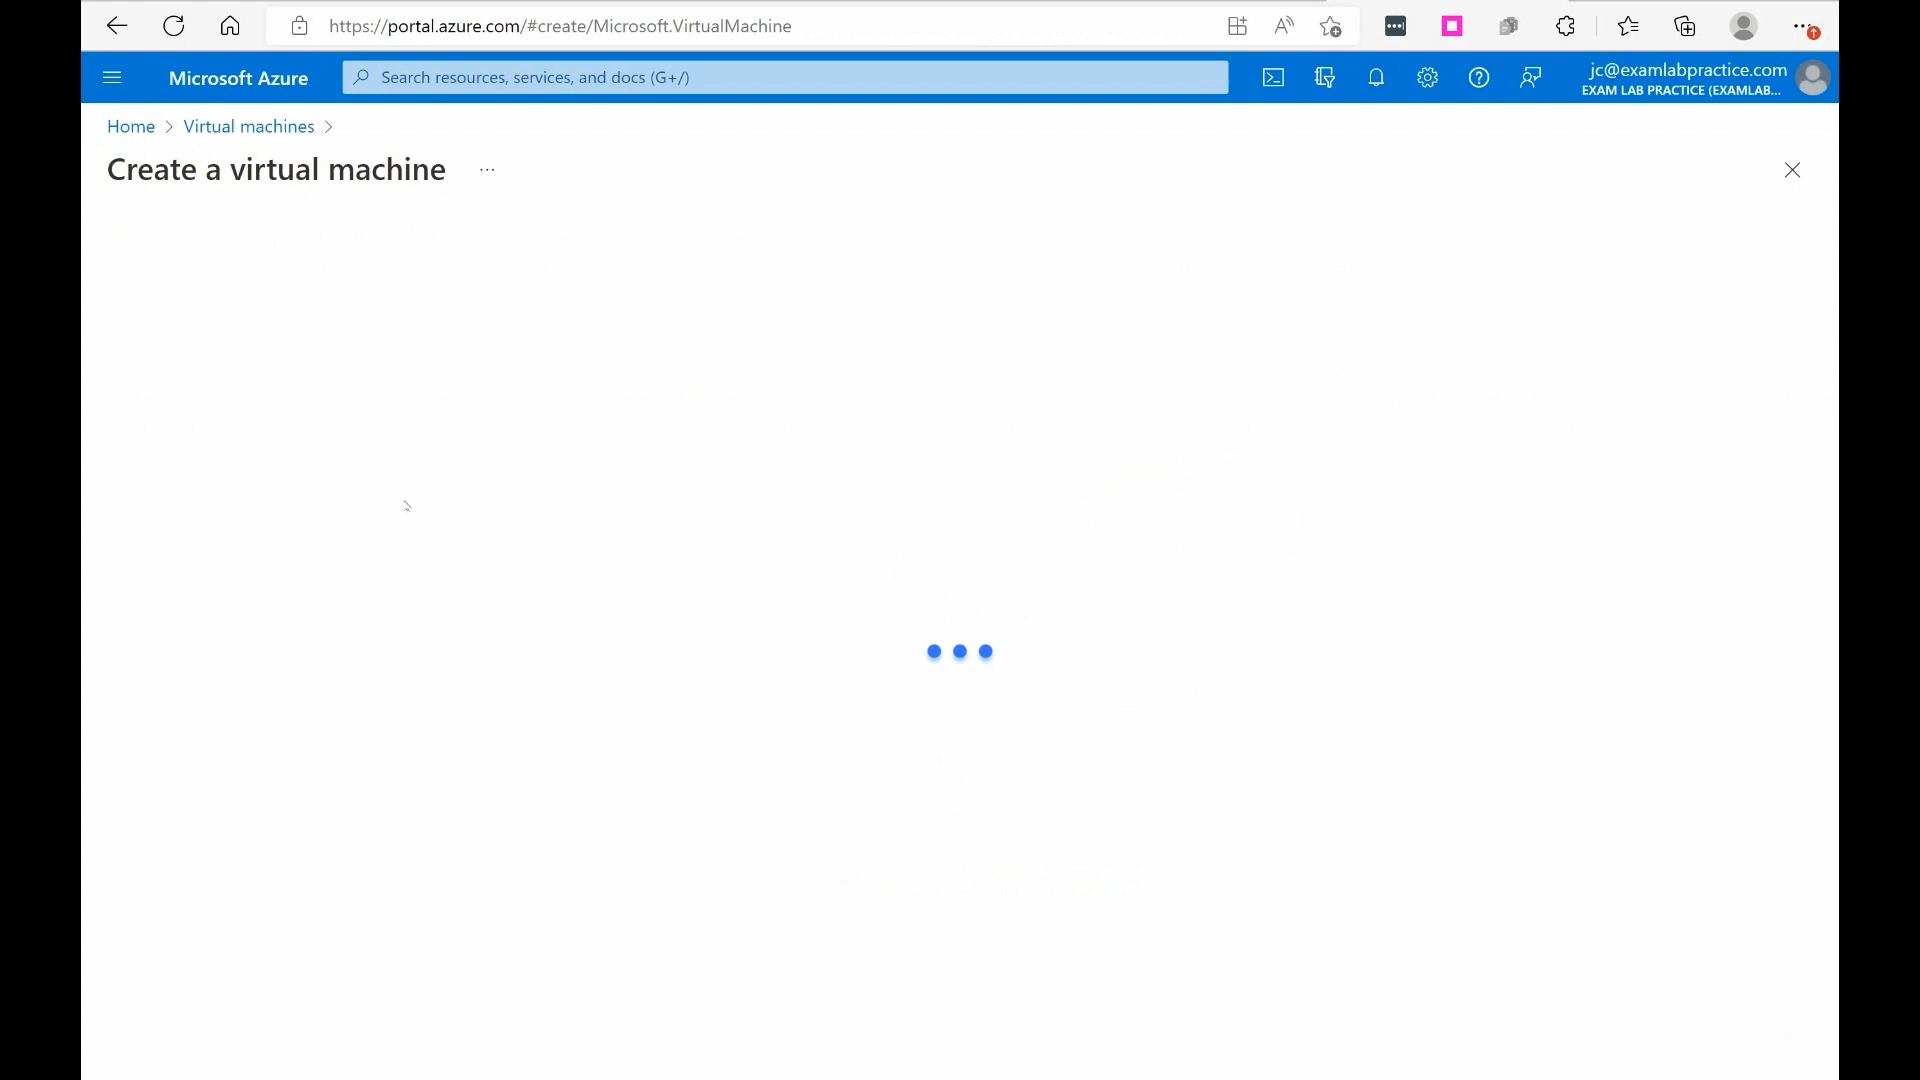 https://portal.azure.com/#create/Microsoft.VirtualMachine
Microsoft Azure
Search resources, services, and docs (G+/)
jc@examlabpractice.com
EXAM LAB PRACTICE (EXAMLAB...
Home > Virtual machines >
Create a virtual machine ...